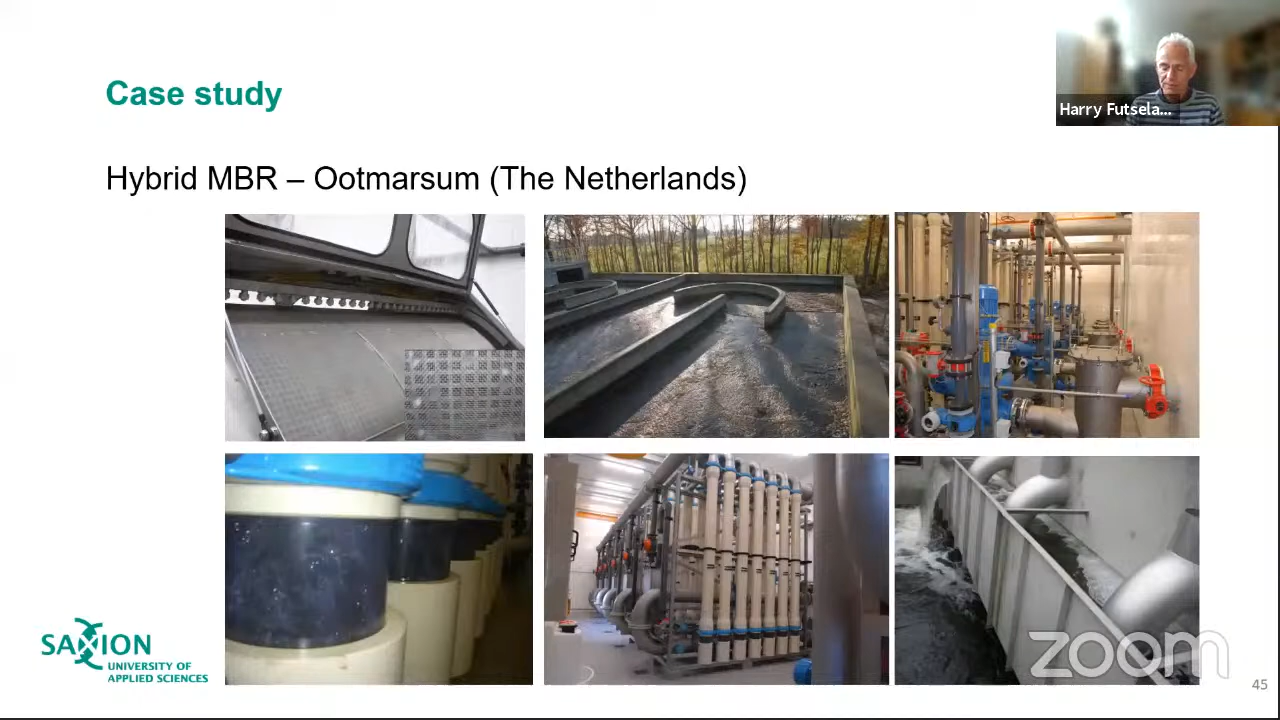 Case study
Harry Futsela...
Hybrid MBR – Ootmarsum (The Netherlands)
SAXION
UNIVERSITY OF
APPLIED SCIENCES
zoom
45